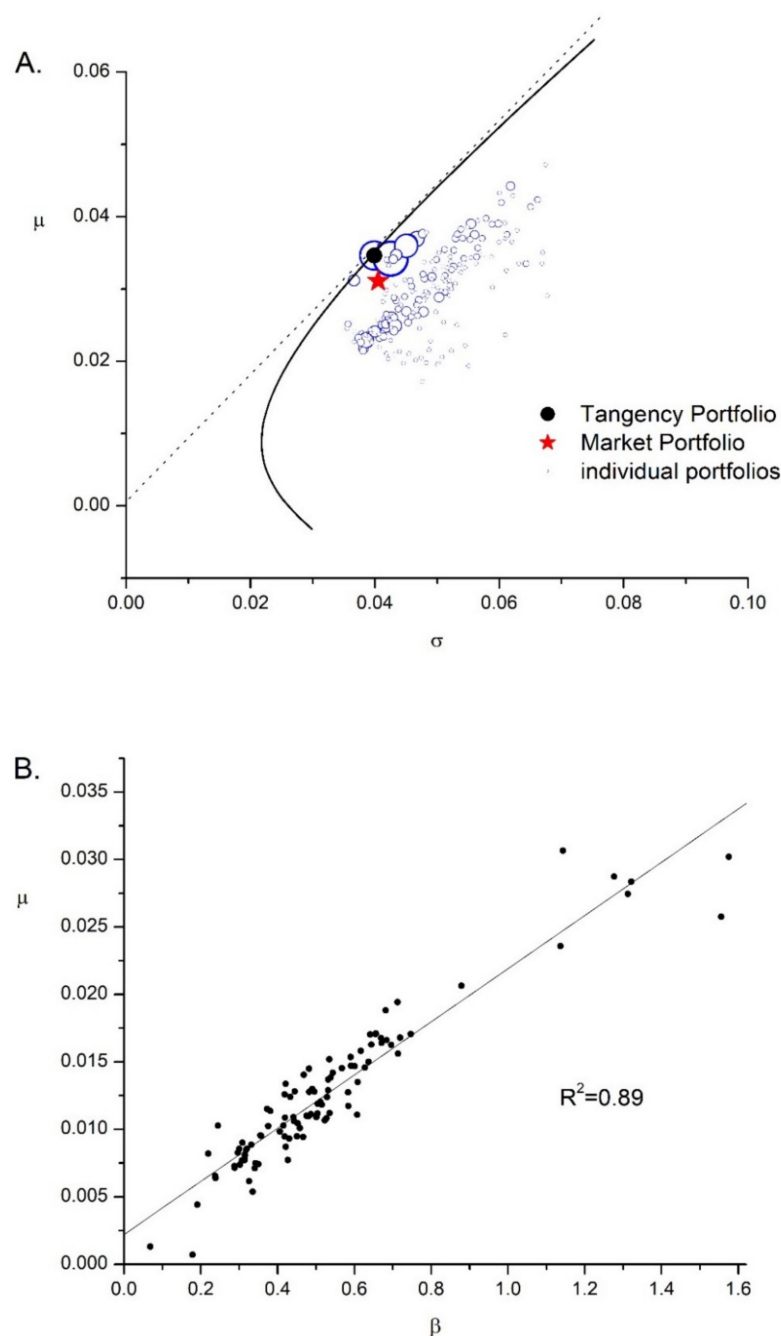 A.
0.06
μ
0.04
0.02
Tangency Portfolio
Market Portfolio
individual portfolios
0.00
0.00 0.02 0.04 0.06 0.08 0.10
σ
B.
0.035
0.030
μ
0.025
0.020
0.015
R²=0.89
0.010
0.005
0.000
0.0 0.2 0.4 0.6 0.8 1.0 1.2 1.4 1.6
β